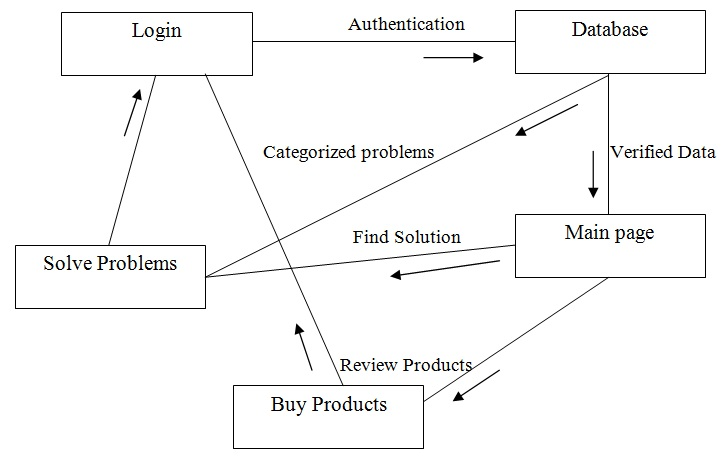 Login
Authentication
Database
Categorized problems
Verified Data
Solve Problems
Find Solution
Main page
Review Products
Buy Products